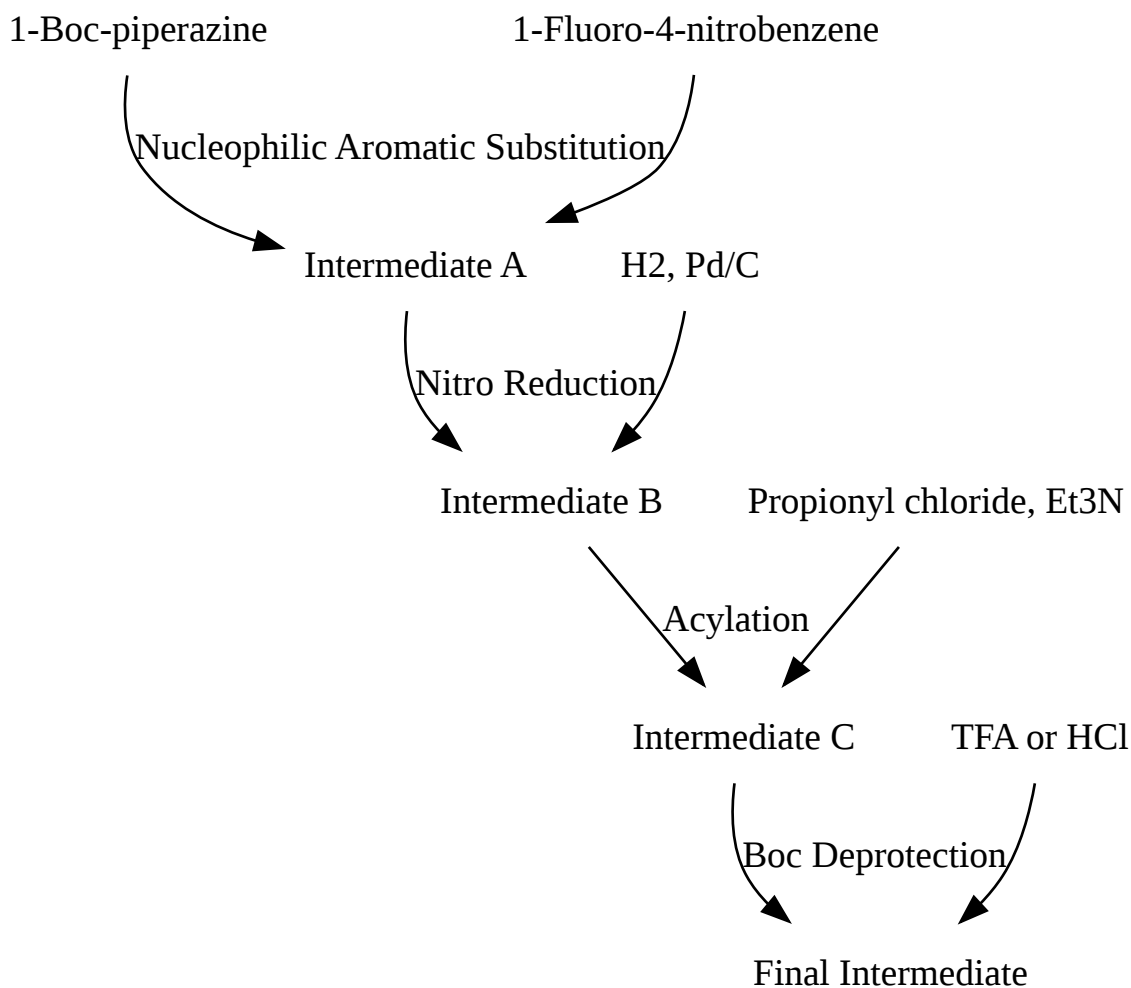 1-Boc-piperazine
1-Fluoro-4-nitrobenzene
Nucleophilic Aromatic Substitution
Intermediate A
H2, Pd/C
Nitro Reduction
Intermediate B
Propionyl chloride, Et3N
Acylation
Intermediate C
TFA or HCl
Boc Deprotection
Final Intermediate